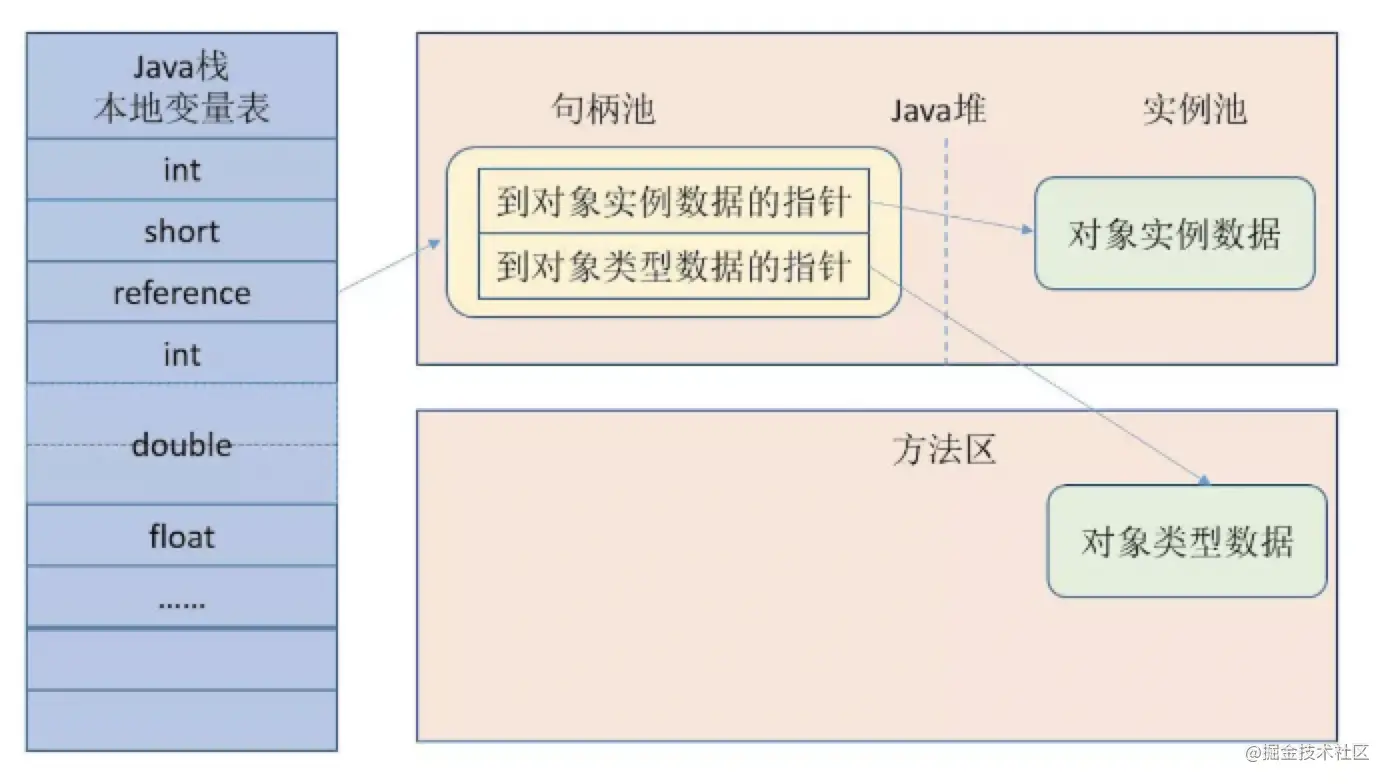 Java栈
本地变量表
int
short
reference
int
double
float
......
句柄池
Java堆
实例池
到对象实例数据的指针
到对象类型数据的指针
对象实例数据
方法区
对象类型数据
@掘金技术社区